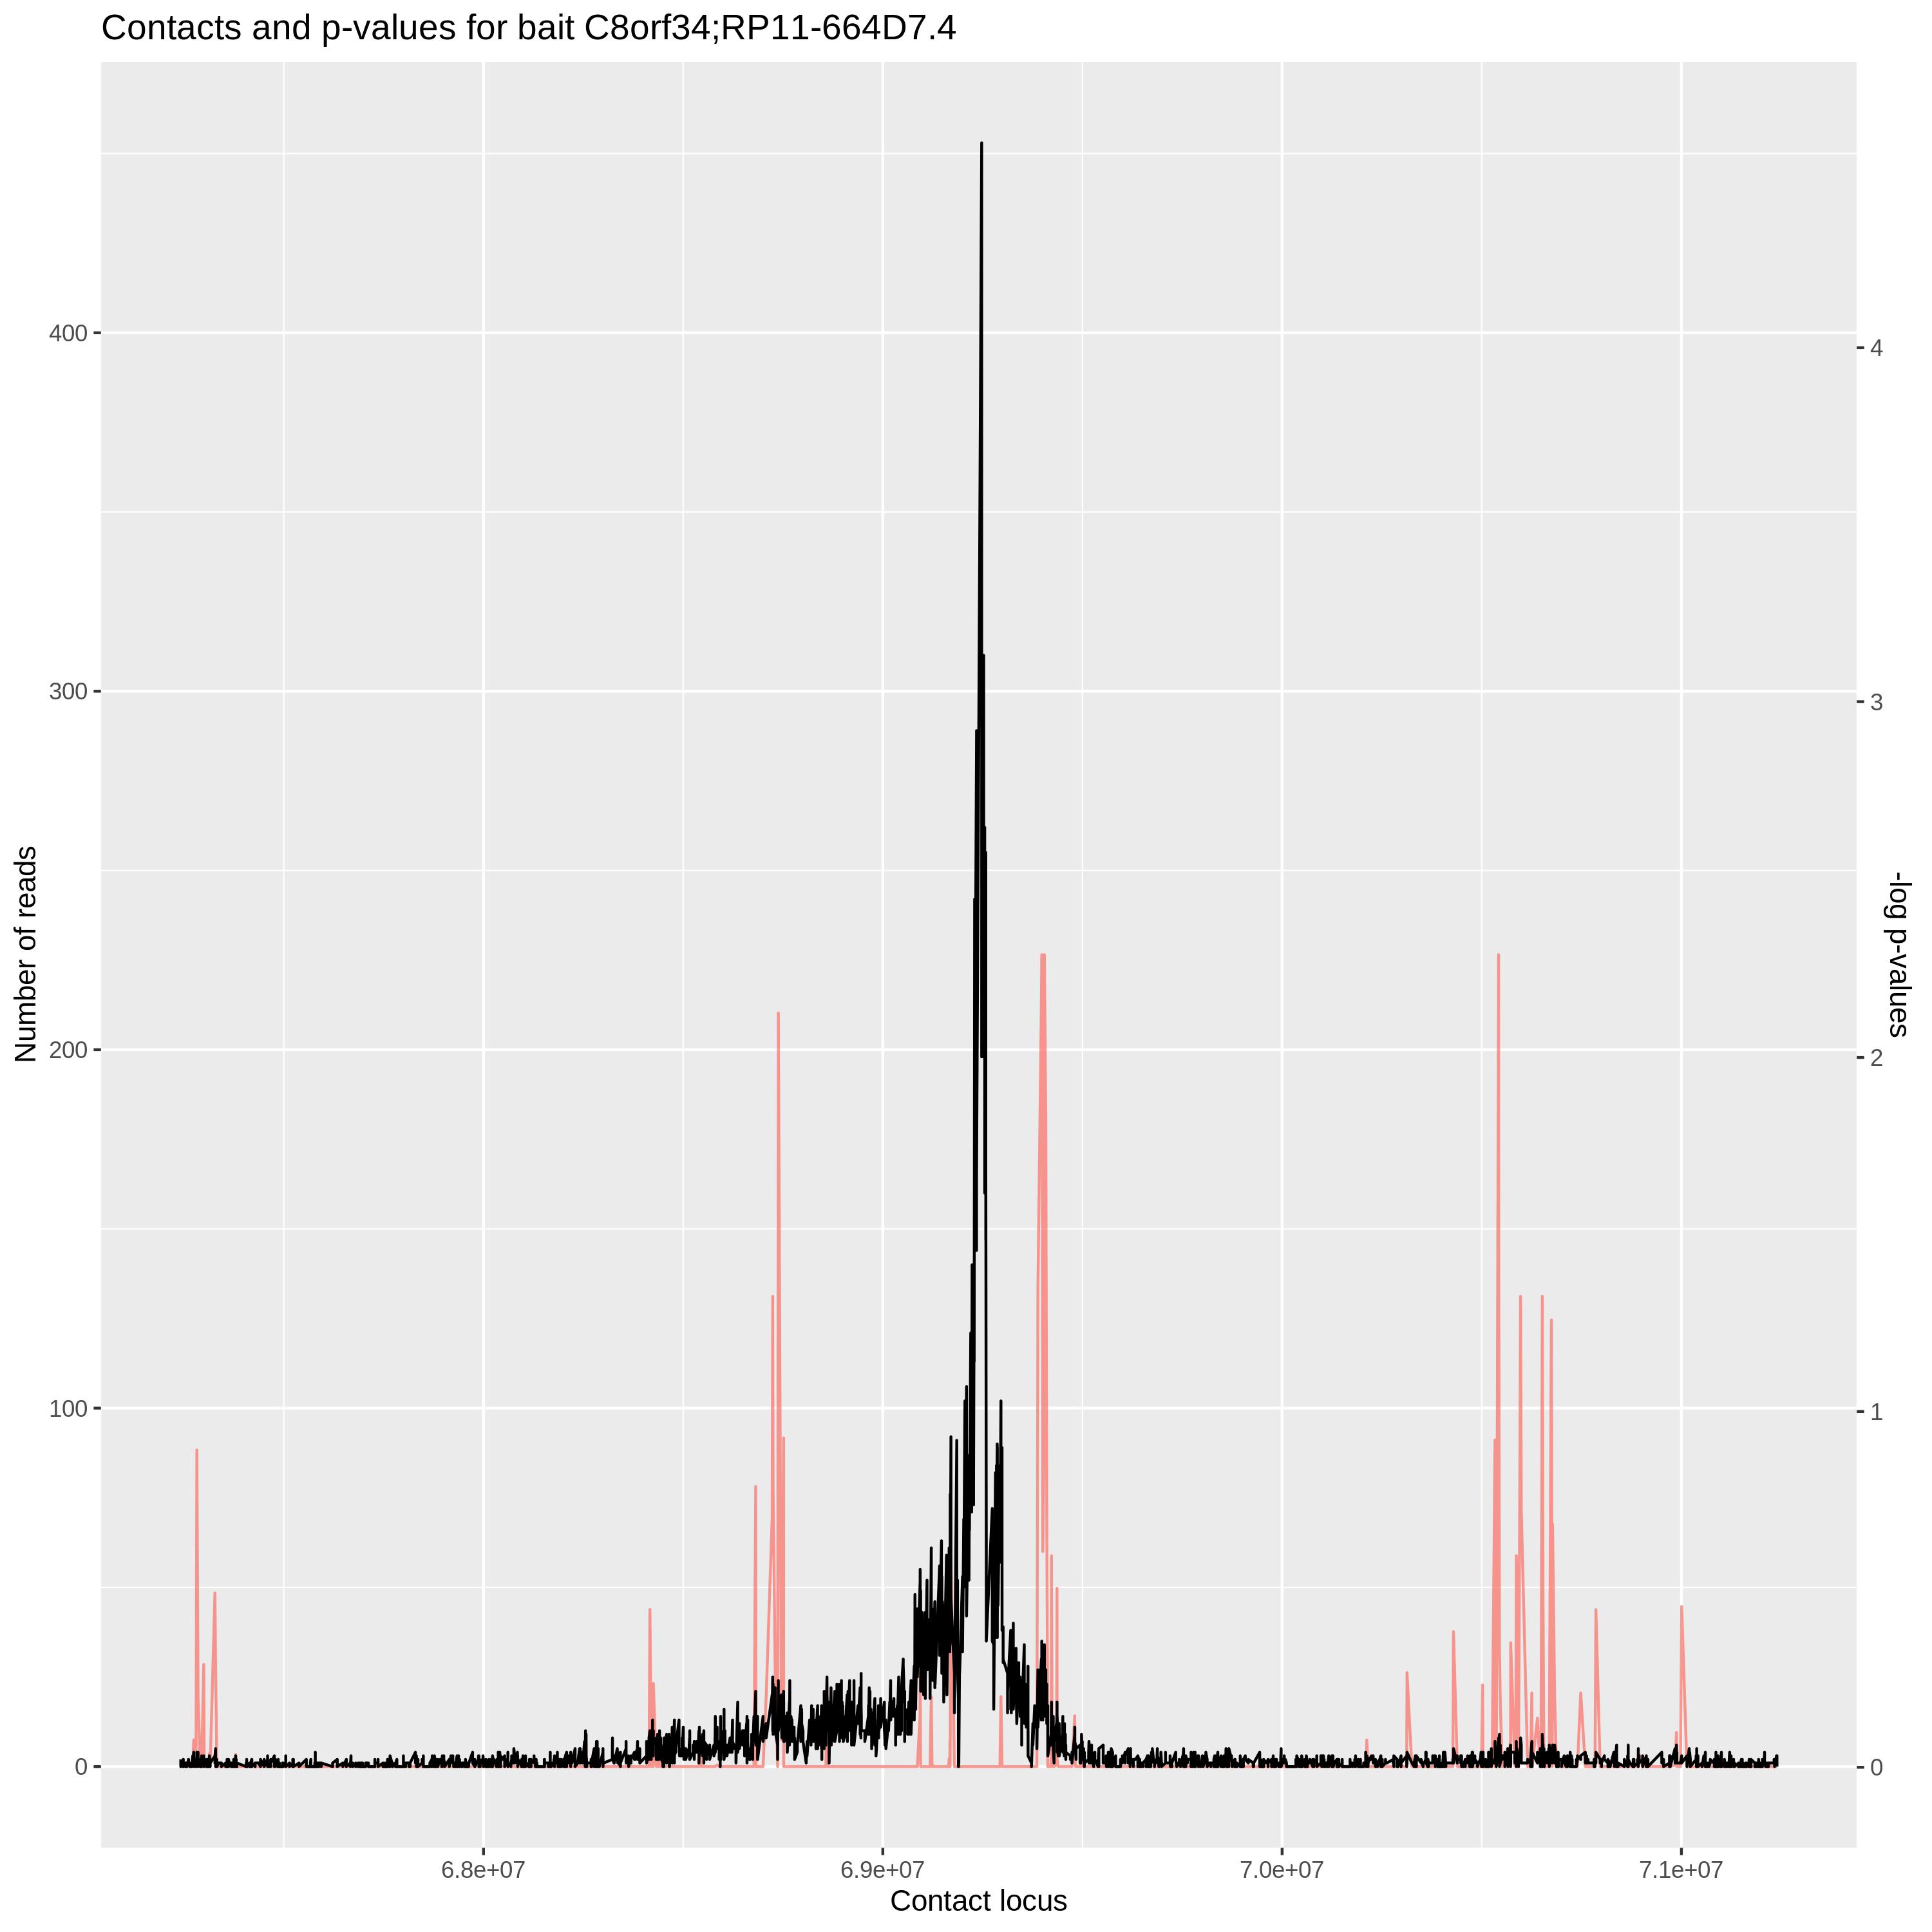 Contacts and p-values for bait C8orf34;RP11-664D7.4
400
300
200
100
0
Number of reads
4
3
2
1
0
-log p-values
6.8e+07
6.9e+07
7.0e+07
7.1e+07
Contact locus